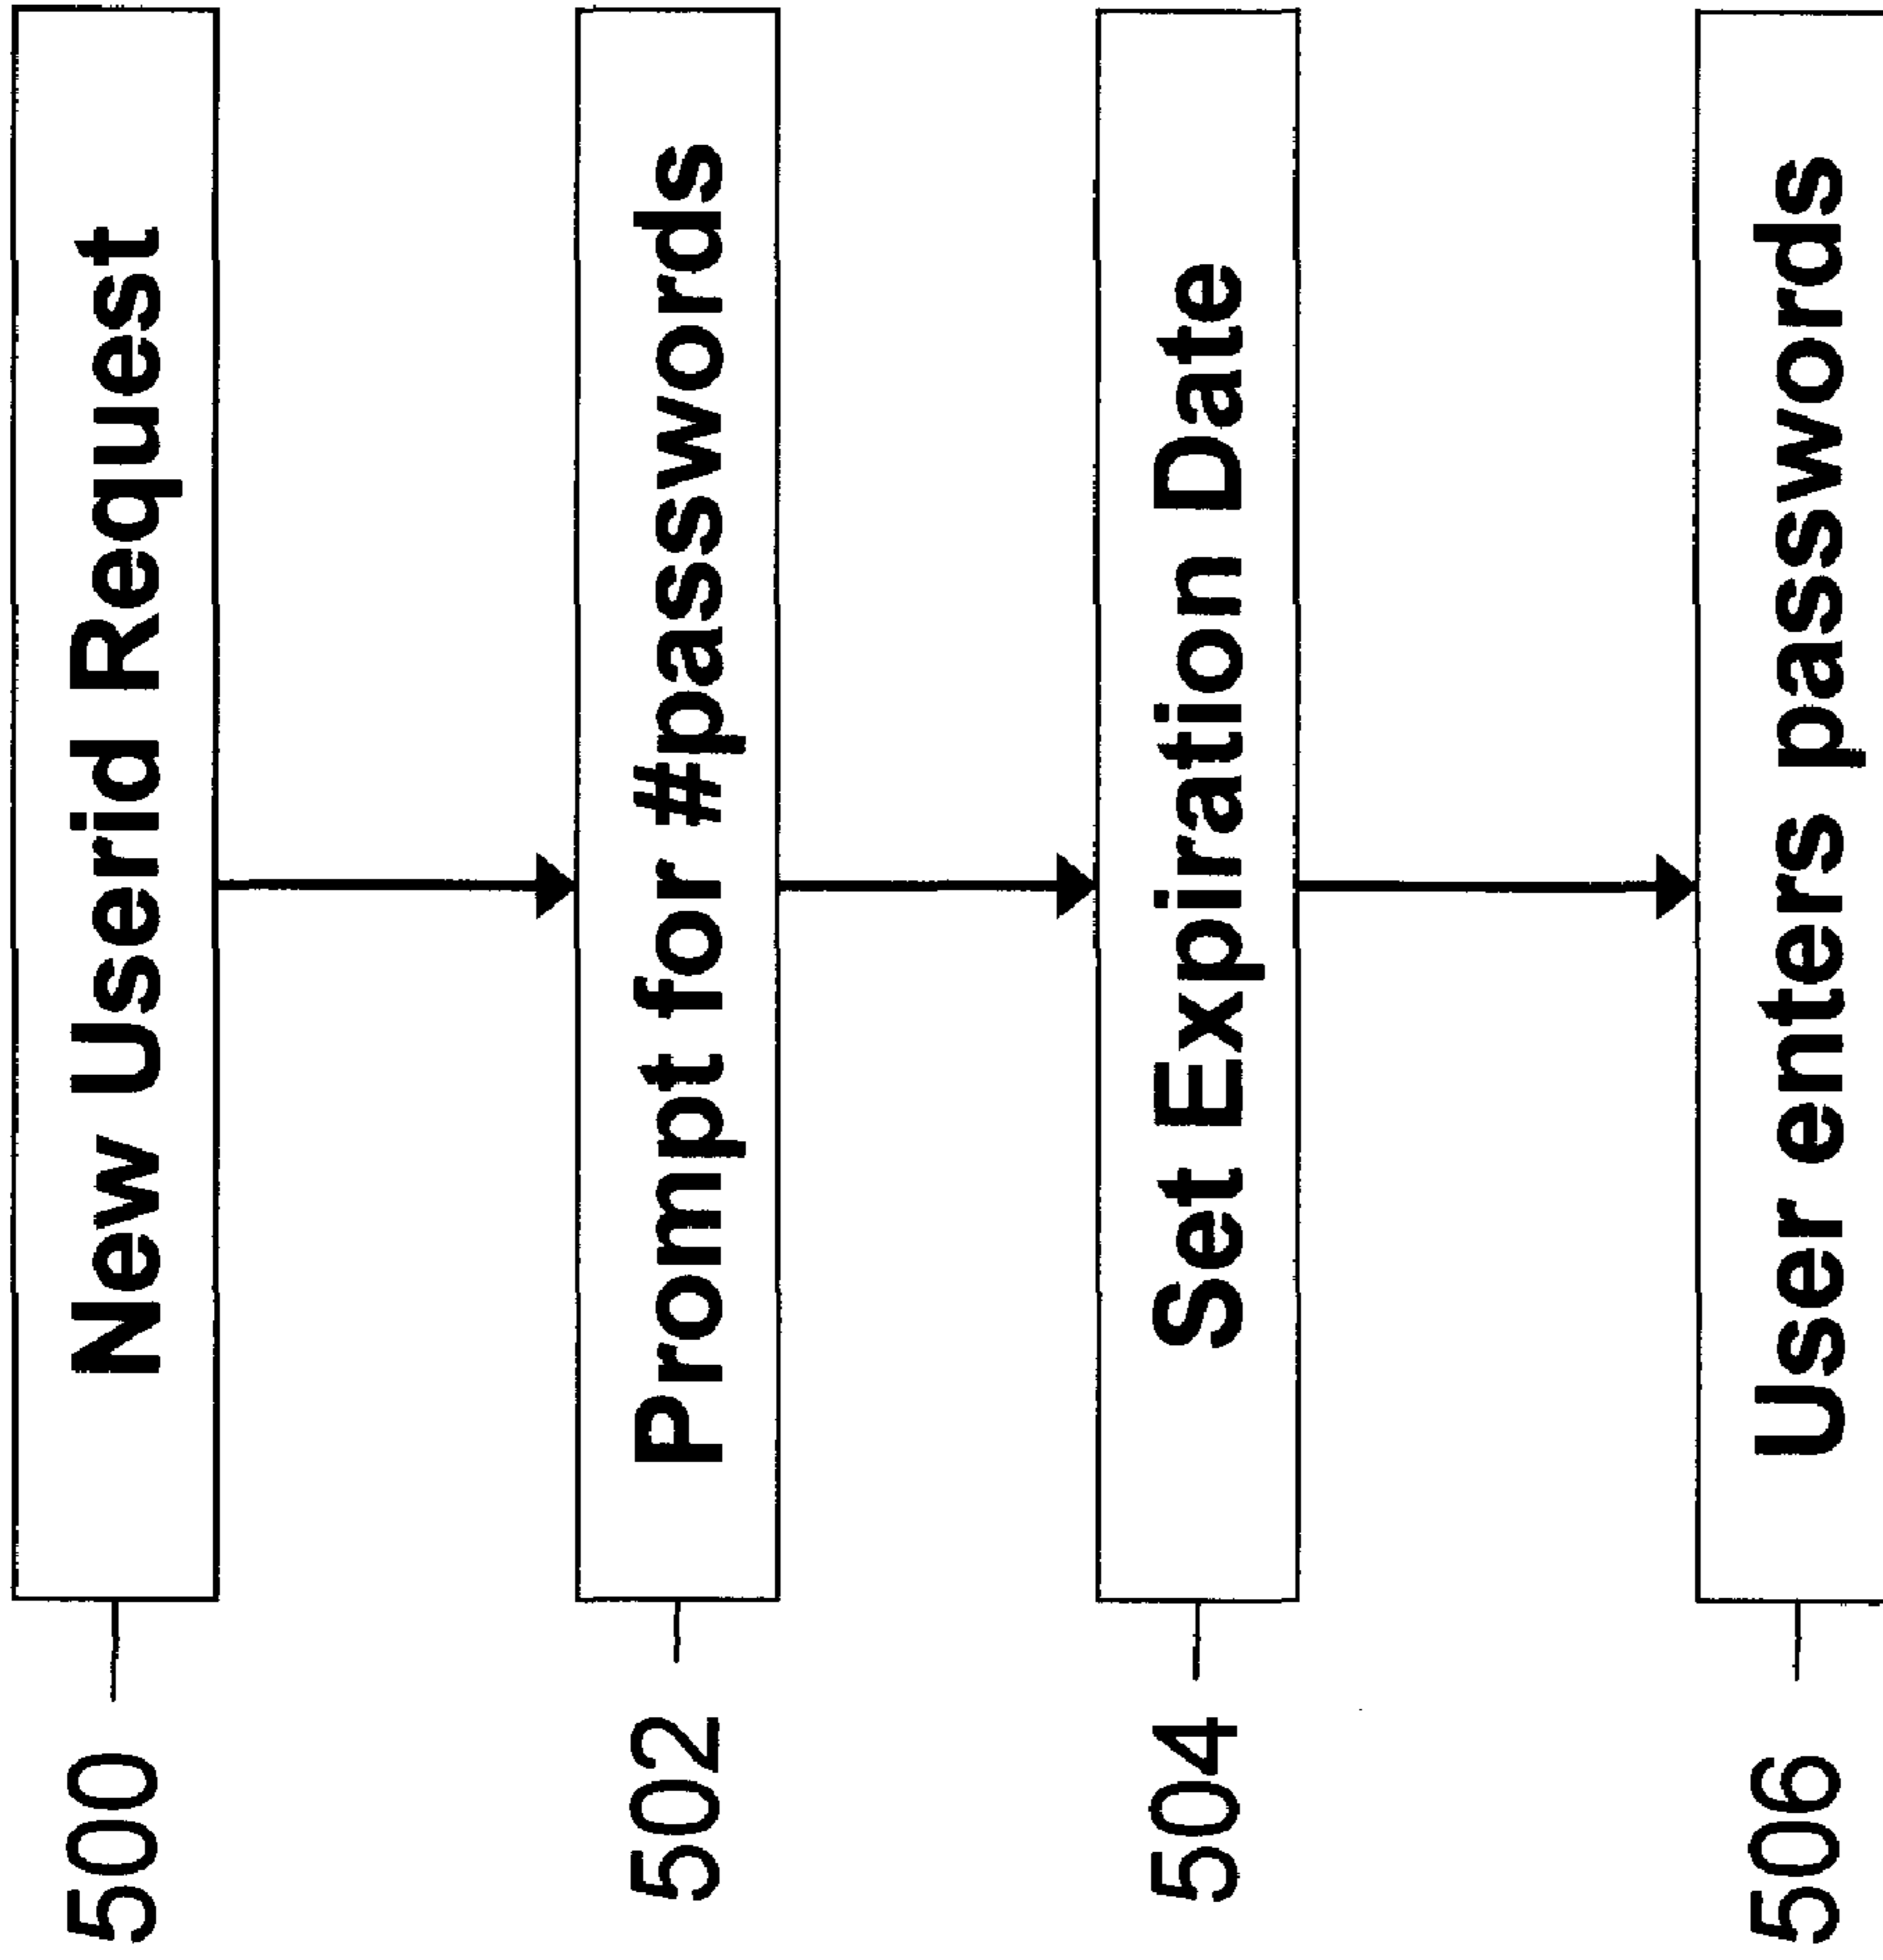 500 New Userid Request
502 Prompt for #passwords
504 Set Expiration Date
506 User enters passwords